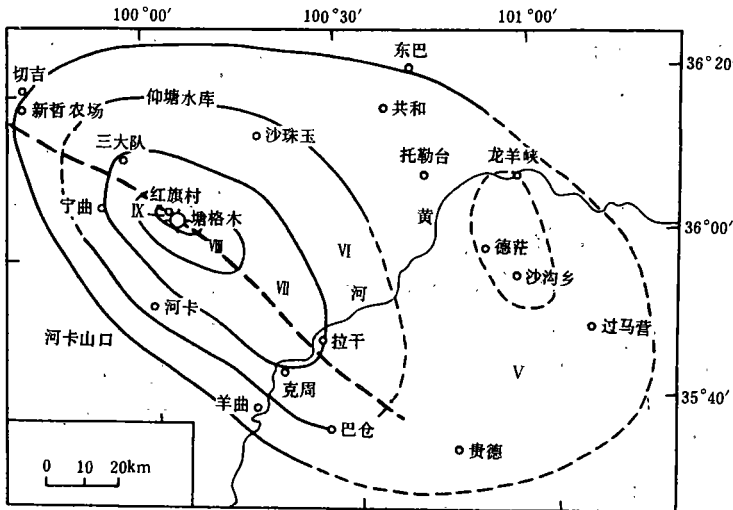 100°00′
100°30′
101°00′
东巴
36°20′
切吉
新哲农场
仰塘水库
共和
沙珠玉
三大队
托勒台
龙羊峡
红旗村
宁曲
Ⅸ
塘格木
黄
36°00′
Ⅷ
Ⅵ
德茫
沙沟乡
河卡
Ⅶ
河
过马营
河卡山口
拉干
Ⅴ
克周
35°40′
羊曲
巴仓
贵德
0 10 20km